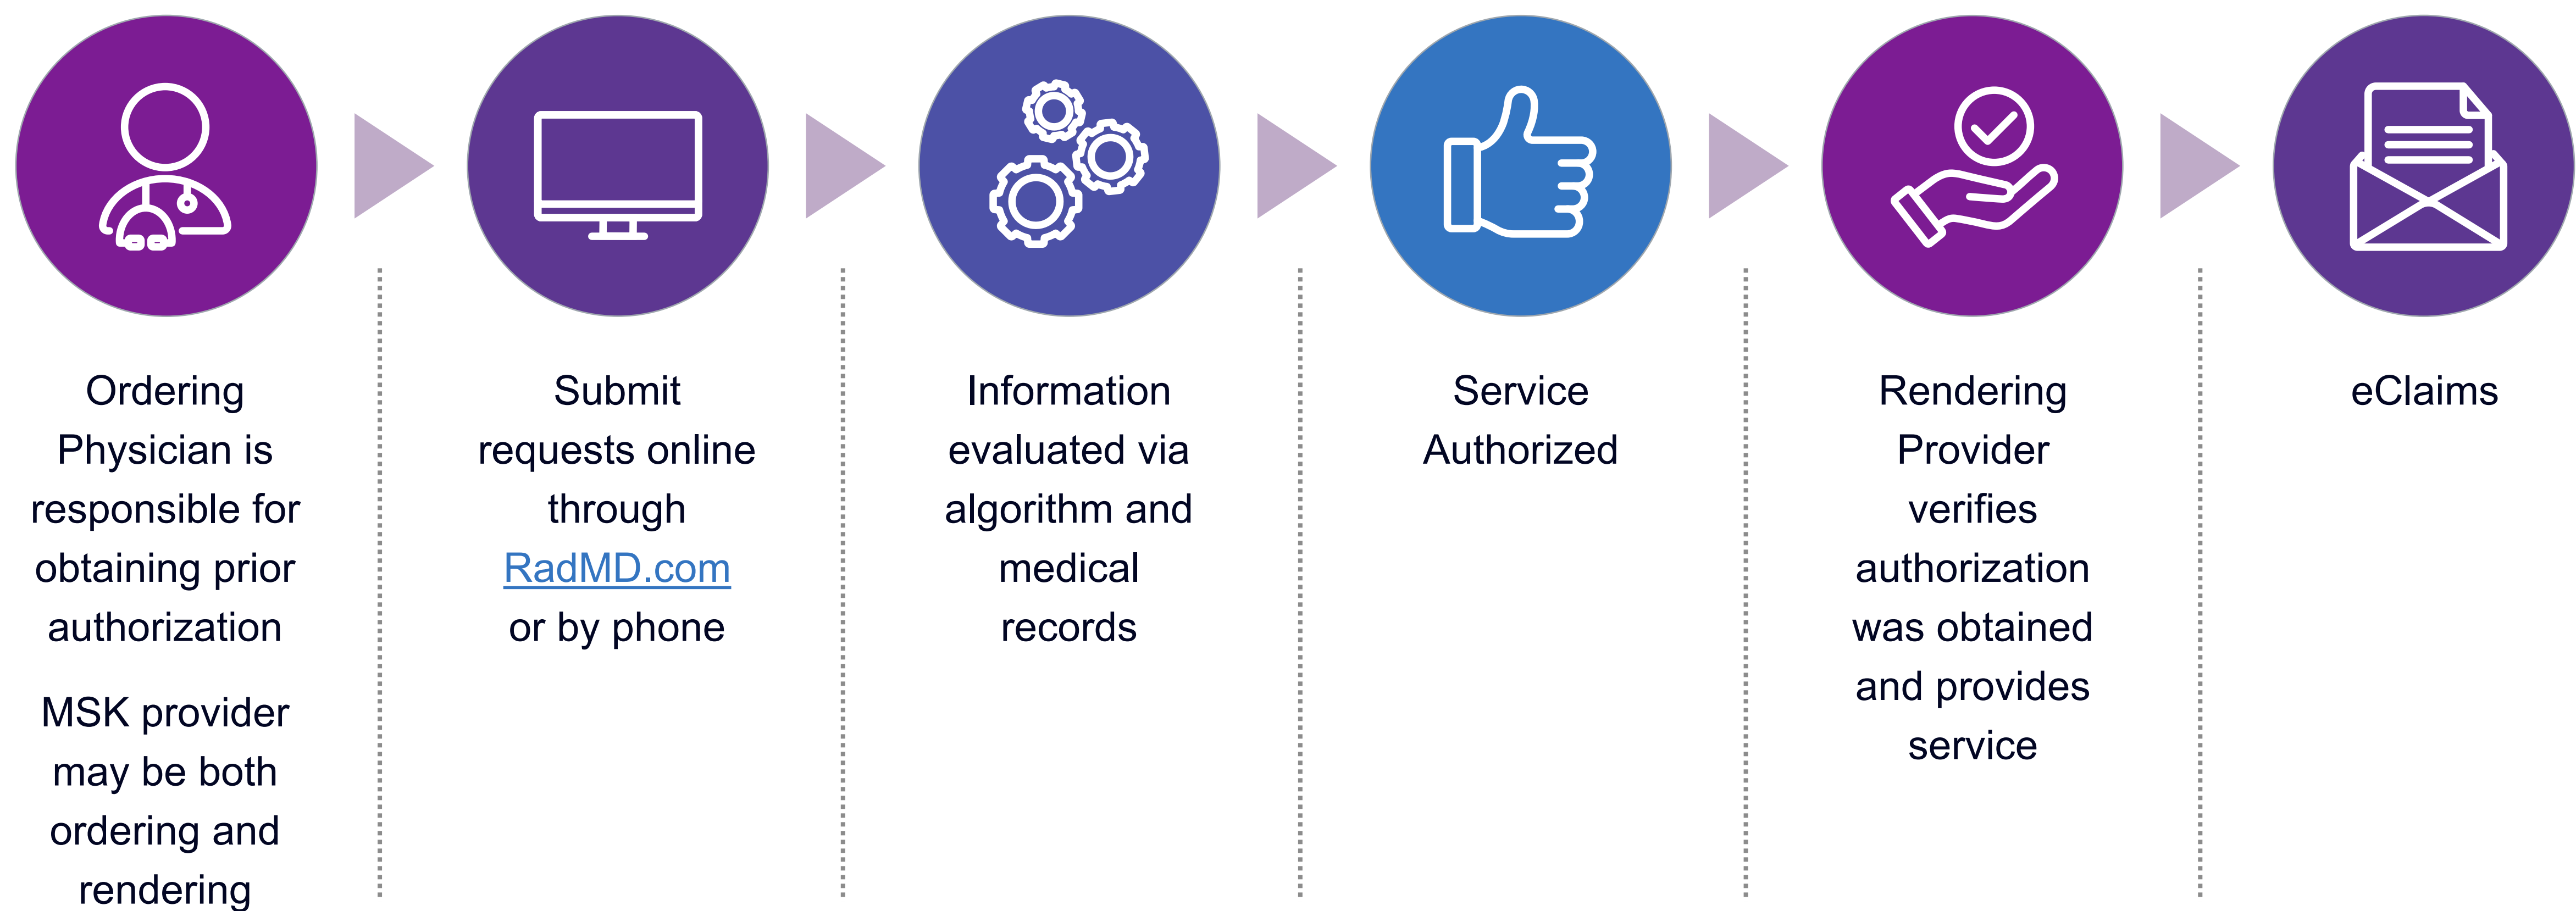 Ordering
Physician is
responsible for
obtaining prior
authorization
MSK provider
may be both
ordering and
rendering
Submit
requests online
through
RadMD.com
or by phone
Information
evaluated via
algorithm and
medical
records
Service
Authorized
Rendering
Provider
verifies
authorization
was obtained
and provides
service
eClaims